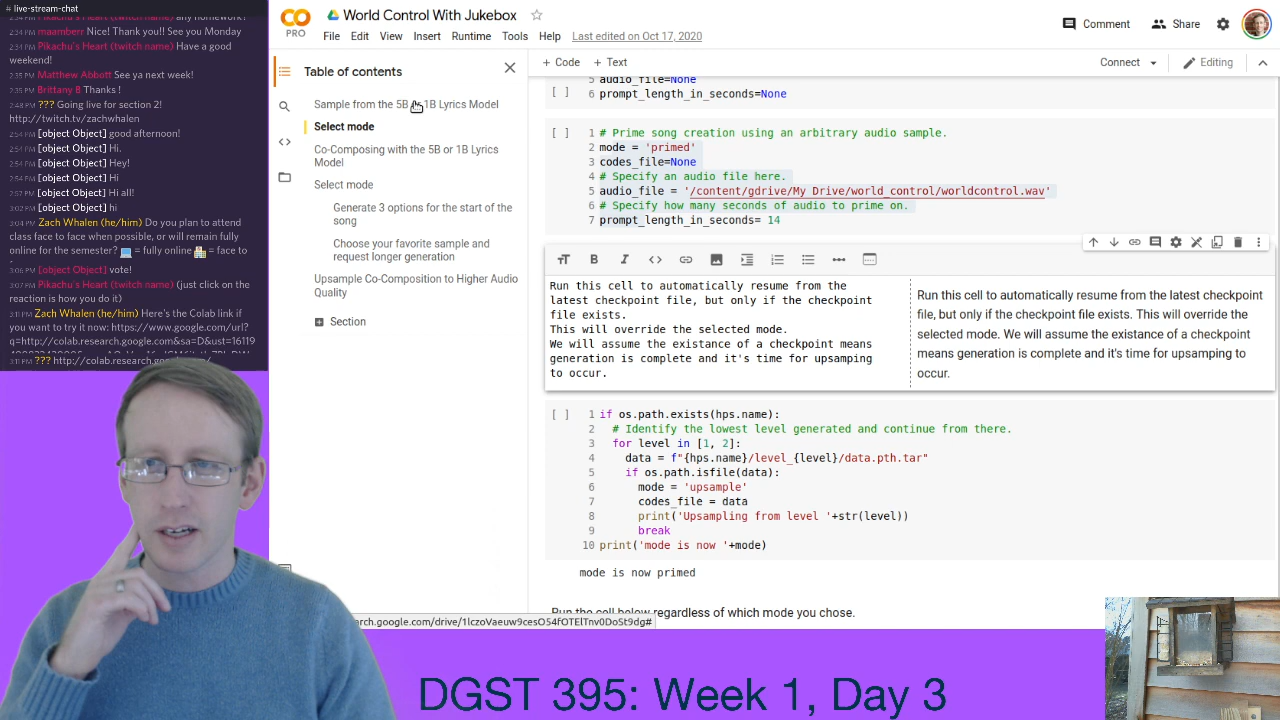 # live-stream-chat
2:34 PM Pikachu's Heart (twitch name) any homework?
2:34 PM maamberr Nice! Thank you!! See you Monday
2:34 PM Pikachu's Heart (twitch name) Have a good
weekend!
2:35 PM Matthew Abbott See ya next week!
2:35 PM Brittany B Thanks !
2:48 PM ??? Going live for section 2!
http://twitch.tv/zachwhalen
2:54 PM [object Object] good afternoon!
2:54 PM [object Object] Hi.
2:54 PM [object Object] Hey!
2:54 PM [object Object] Hi
2:57 PM [object Object] Hi all!
3:02 PM [object Object] hi
3:04 PM Zach Whalen (he/him) Do you plan to attend
class face to face when possible, or will remain fully
online for the semester? = fully online = face to
3:06 PM [object Object] vote!
3:07 PM Pikachu's Heart (twitch name) (just click on the
reaction is how you do it)
3:11 PM Zach Whalen (he/him) Here's the Colab link if
you want to try it now: https://www.google.com/url?
q=http://colab.research.google.com&sa=D&ust=16119
3:11 PM ??? http://colab.research.google.com/
PRO
World Control With Jukebox
File Edit View Insert Runtime Tools Help Last edited on Oct 17, 2020
Comment Share
+ Code + Text
Connect Editing
Table of contents
Sample from the 5B 1B Lyrics Model
Select mode
Co-Composing with the 5B or 1B Lyrics
Model
Select mode
Generate 3 options for the start of the
song
Choose your favorite sample and
request longer generation
Upsample Co-Composition to Higher Audio
Quality
Section
5 audio_file=None
[ ] 6 prompt_length_in_seconds=None
[ ] 1 # Prime song creation using an arbitrary audio sample.
2 mode = 'primed'
3 codes_file=None
4 # Specify an audio file here.
5 audio_file = '/content/gdrive/My Drive/world_control/worldcontrol.wav'
6 # Specify how many seconds of audio to prime on.
7 prompt_length_in_seconds= 14
Run this cell to automatically resume from the
latest checkpoint file, but only if the checkpoint
file exists.
This will override the selected mode.
We will assume the existance of a checkpoint means
generation is complete and it's time for upsamping
to occur.
Run this cell to automatically resume from the latest checkpoint
file, but only if the checkpoint file exists. This will override the
selected mode. We will assume the existance of a checkpoint
means generation is complete and it's time for upsamping to
occur.
[ ] 1 if os.path.exists(hps.name):
2 # Identify the lowest level generated and continue from there.
3 for level in [1, 2]:
4 data = f"{hps.name}/level_{level}/data.pth.tar"
5 if os.path.isfile(data):
6 mode = 'upsample'
7 codes_file = data
8 print('Upsampling from level '+str(level))
9 break
10 print('mode is now '+mode)
mode is now primed
Run the cell below regardless of which mode you chose.
arch.google.com/drive/1lczoVaeuw9cesO54fOTElTnv0DoSt9dg#
DGST 395: Week 1, Day 3